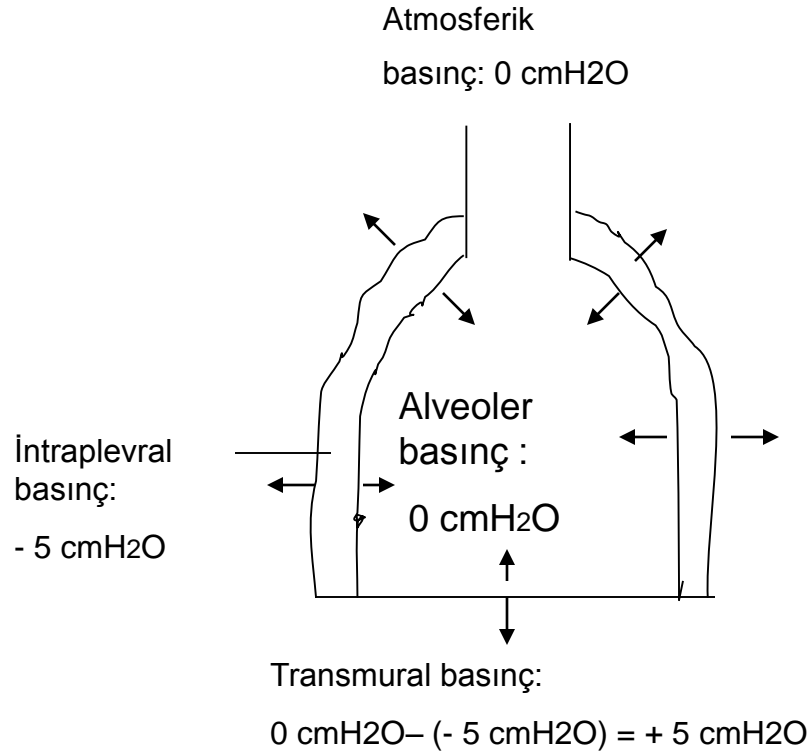 Atmosferik
basınç: 0 cmH2O
Alveoler
basınç :
0 cmH2O
İntraplevral
basınç:
- 5 cmH2O
Transmural basınç:
0 cmH2O– (- 5 cmH2O) = + 5 cmH2O